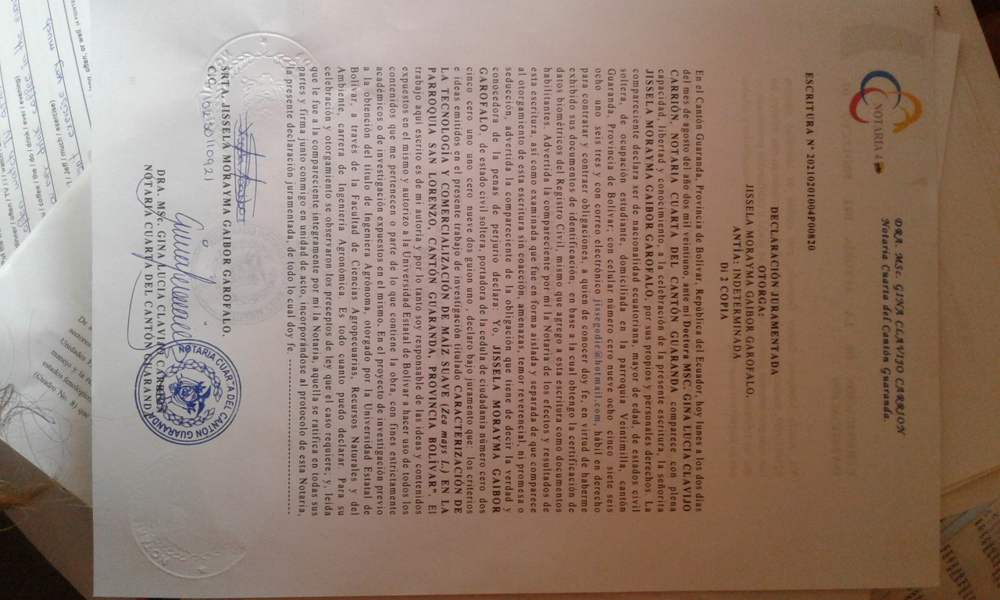 NOTARIA 4
DRA. MSc. GINA CLAVIJO CARRION
Notaria Cuarta del Cantón Guaranda.
ESCRITURA N° 20210201004P00820
DECLARACIÓN JURAMENTADA
OTORGA:
JISSELA MORAYMA GAIBOR GAROFALO.
ANTÍA: INDETERMINADA
Di 2 COPIA
En el Cantón Guaranda, Provincia de Bolívar, República del Ecuador, hoy lunes a los dos días
del mes de agosto del año dos mil veintiuno, ante mi Doctora MSC. GINA LUCIA CLAVIJO
CARRIÓN, NOTARIA CUARTA DEL CANTÓN GUARANDA comparece con plena
capacidad, libertad y conocimiento, a la celebración de la presente escritura, la señorita
JISSELA MORAYMA GAIBOR GAROFALO, por sus propios y personales derechos. La
compareciente declara ser de nacionalidad ecuatoriana, mayor de edad, de estados civil
soltera, de ocupación estudiante, domiciliada en la parroquia Veintimilla, cantón
Guaranda, Provincia de Bolívar; con celular número cero nueve ocho cinco siete seis
ocho uno seis tres y con correo electrónico jissegodie@hotmail.com, hábil en derecho
para contratar y contraer obligaciones, a quien de conocer doy fe, en virtud de haberme
exhibido sus documentos de identificación, en base a la cual obtengo la certificación de
datos biométricos del Registro Civil, mismo que agrego a esta escritura como documentos
habilitantes. Advertida la compareciente por mi la Notaria de los efectos y resultados de
esta escritura, así como examinada que fue en forma aislada y separada de que comparece
al otorgamiento de esta escritura sin coacción, amenazas, temor reverencial, ni promesa o
seducción, advertida la compareciente de la obligación que tiene de decir la verdad y
conocedora de la penas de perjurio declara: Yo, JISSELA MORAYMA GAIBOR
GAROFALO, de estado civil soltera, portadora de la cedula de ciudadanía número cero dos
cinco cero uno uno cero nueve dos guion uno , declaro bajo juramento que: los criterios
e ideas emitidos en el presente trabajo de investigación titulado CARACTERIZACIÓN DE
LA TECNOLOGIA Y COMERCIALIZACIÓN DE MAÍZ SUAVE (Zea mays L.) EN LA
PARROQUIA SAN LORENZO, CANTON GUARANDA, PROVINCIA BOLIVAR". El
trabajo aquí escrito es de mi autoría y por lo tanto soy responsable de las ideas y contenidos
expuestos en el mismo y autorizo a la Universidad Estatal de Bolívar a hacer uso de todos los
contenidos que me pertenecen o parte de lo que contiene la obra, con fines estrictamente
académicos o de investigación expuestos en el mismo. En el proyecto de investigación previo
a la obtención del título de Ingeniera Agrónoma, otorgado por la Universidad Estatal de
Bolívar, a través de la Facultad de Ciencias Agropecuarias, Recursos Naturales y del
Ambiente, carrera de Ingeniería Agronómica. Es todo cuanto puedo declarar. Para su
celebración y otorgamiento se observaron los preceptos de ley que el caso requiere; y, leída
que le fue a la compareciente íntegramente por mí la Notaria, aquella se ratifica en todas sus
partes y firma junto conmigo en unidad de acto, incorporándose al protocolo de esta Notaria,
la presente declaración juramentada, de todo lo cual doy fe.
SRTA. JISSELA MORAYMA GAIBOR GAROFALO.
C.C.
DRA. MSc. GINA LUCIA CLAVIJO CARRION
NOTARIA CUARTA DEL CANTÓN GUARANDA
NOTARÍA CUARTA DEL CANTÓN GUARANDA